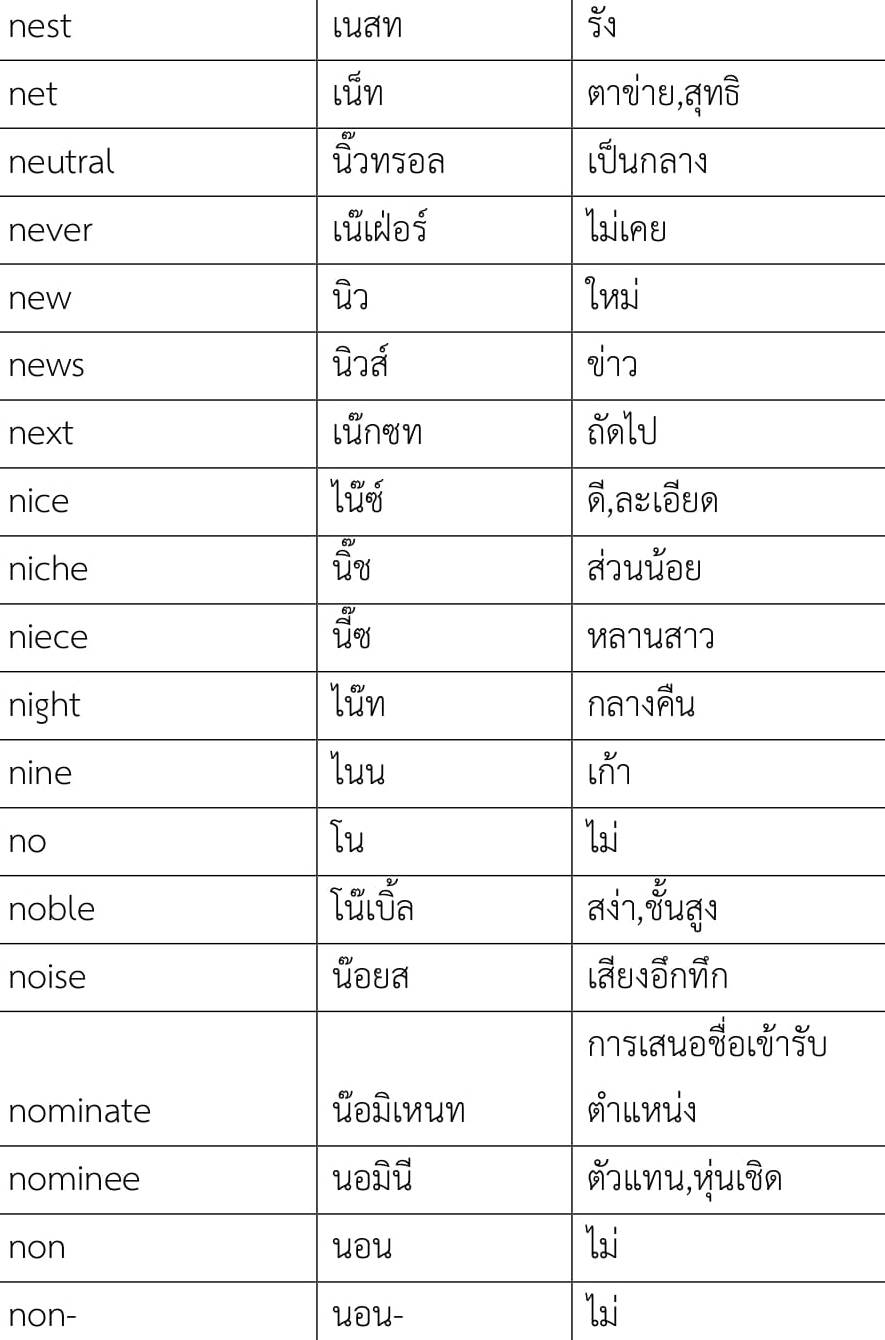 nest เนสท รัง
net เน็ท ตาข่าย,สุทธิ
neutral นิ๊วทรอล เป็นกลาง
never เน๊เฝ่อร์ ไม่เคย
new นิว ใหม่
news นิวส์ ข่าว
next เน๊กซท ถัดไป
nice ไน๊ซ์ ดี,ละเอียด
niche นิ๊ช ส่วนน้อย
niece นี๊ซ หลานสาว
night ไน๊ท กลางคืน
nine ไนน เก้า
no โน ไม่
noble โน๊เบิ้ล สง่า,ชั้นสูง
noise น๊อยส เสียงอึกทึก
การเสนอชื่อเข้ารับ
nominate น๊อมิเหนท ตำแหน่ง
nominee นอมินี ตัวแทน,หุ่นเชิด
non นอน ไม่
non- นอน- ไม่